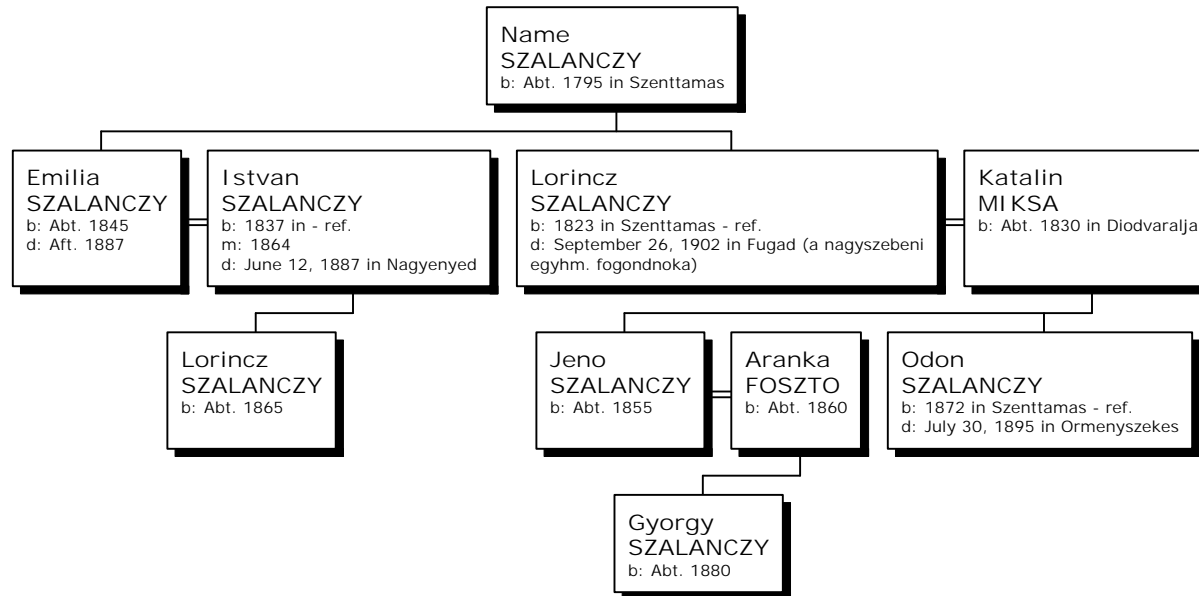 Name
SZALANCZY
b: Abt. 1795 in Szenttamas
Emilia
SZALANCZY
b: Abt. 1845
d: Aft. 1887
Istvan
SZALANCZY
b: 1837 in - ref.
m: 1864
d: June 12, 1887 in Nagyenyed
Lorincz
SZALANCZY
b: 1823 in Szenttamas - ref.
d: September 26, 1902 in Fugad (a nagyszebeni
egyhm. fogondnoka)
Katalin
MIKSA
b: Abt. 1830 in Diodvaralja
Lorincz
SZALANCZY
b: Abt. 1865
Jeno
SZALANCZY
b: Abt. 1855
Aranka
FOSZTO
b: Abt. 1860
Odon
SZALANCZY
b: 1872 in Szenttamas - ref.
d: July 30, 1895 in Ormenyszekes
Gyorgy
SZALANCZY
b: Abt. 1880